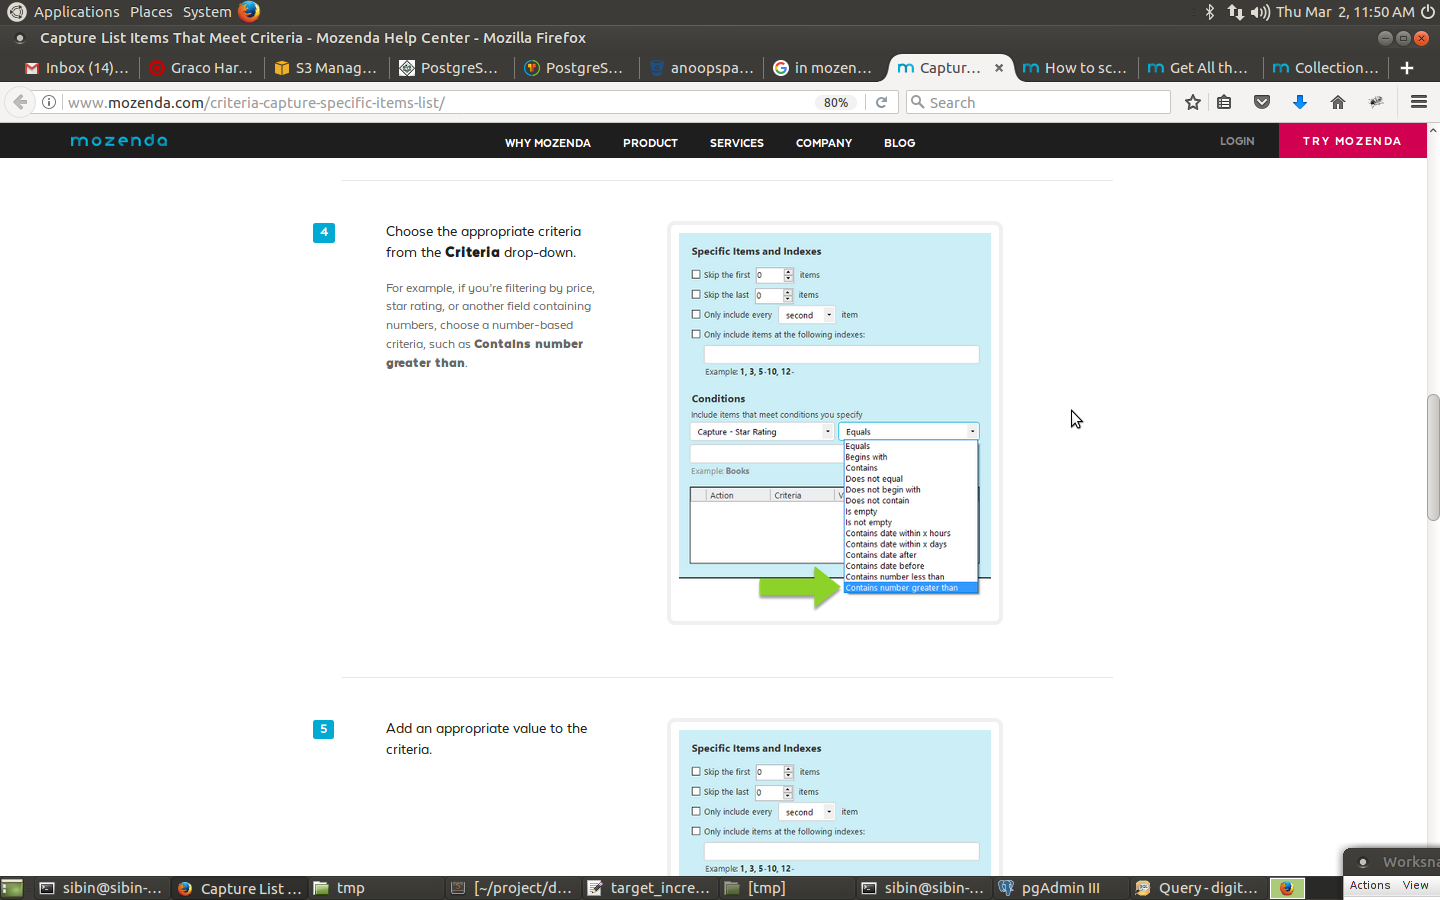 Applications Places System Thu Mar 2, 11:50 AM
Capture List Items That Meet Criteria - Mozenda Help Center - Mozilla Firefox
Inbox (14)... Graco Har... S3 Manag... PostgreS... PostgreS... anoopspa... in mozen... Captur... How to sc... Get All th... Collection...
www.mozenda.com/criteria-capture-specific-items-list/ 80% Search
mozenda WHY MOZENDA PRODUCT SERVICES COMPANY BLOG LOGIN TRY MOZENDA
4
Choose the appropriate criteria
from the Criteria drop-down.
For example, if you're filtering by price,
star rating, or another field containing
numbers, choose a number-based
criteria, such as Contains number
greater than.
Specific Items and Indexes
Skip the first 0 items
Skip the last 0 items
Only include every second item
Only include items at the following indexes:
Example: 1, 3, 5-10, 12-
Conditions
Include items that meet conditions you specify
Capture - Star Rating Equals
Example: Books
Action Criteria V
Equals
Begins with
Contains
Does not equal
Does not begin with
Does not contain
Is empty
Is not empty
Contains date within x hours
Contains date within x days
Contains date after
Contains date before
Contains number less than
Contains number greater than
5
Add an appropriate value to the
criteria.
Specific Items and Indexes
Skip the first 0 items
Skip the last 0 items
Only include every second item
Only include items at the following indexes:
Example: 1, 3, 5-10, 12-
Worksna
Actions View
sibin@sibin-... Capture List ... tmp [~/project/d... target_incre... [tmp] sibin@sibin-... pgAdmin III Query - digit...